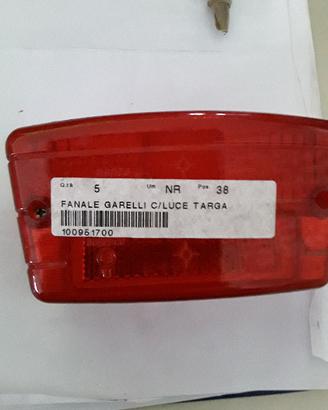 Q.tà 5 Um NR Pos 38
FANALE GARELLI C/LUCE TARGA
100951700